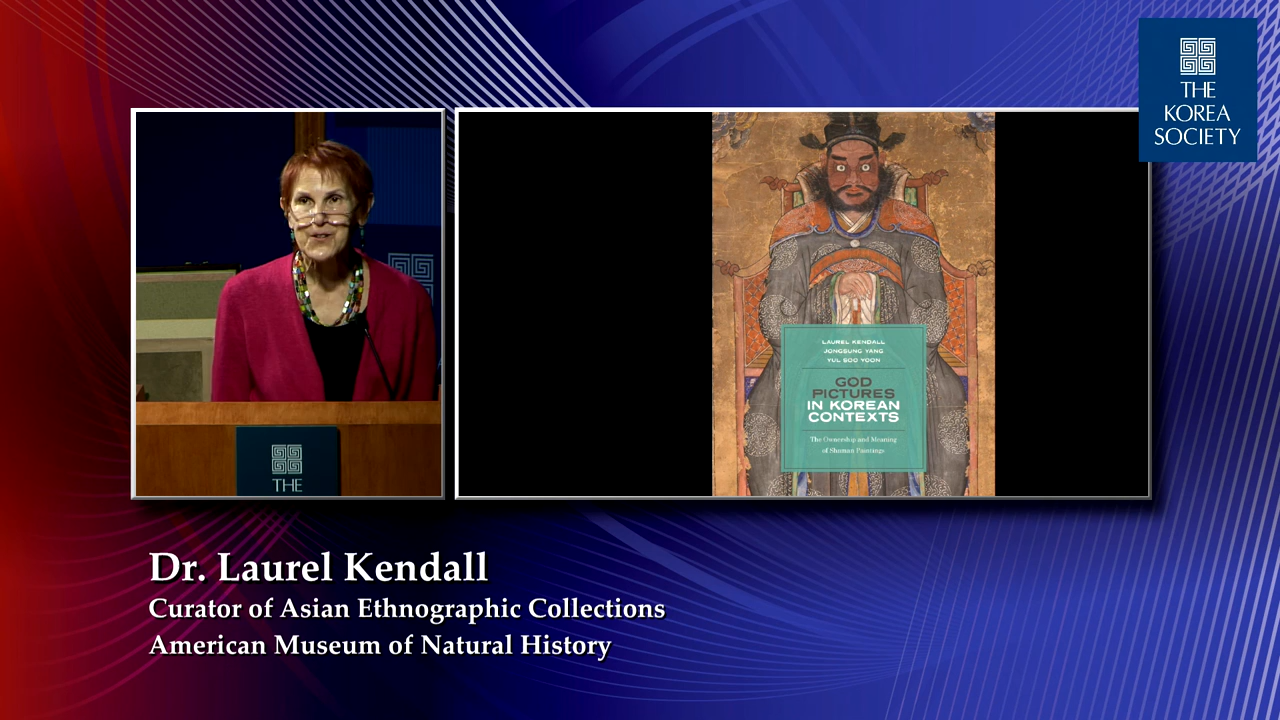 THE
KOREA
SOCIETY
LAUREL KENDALL
JONGSUNG YANG
YUL SOO YOON
GOD
PICTURES
IN KOREAN
CONTEXTS
The Ownership and Meaning
of Shaman Paintings
THE
Dr. Laurel Kendall
Curator of Asian Ethnographic Collections
American Museum of Natural History